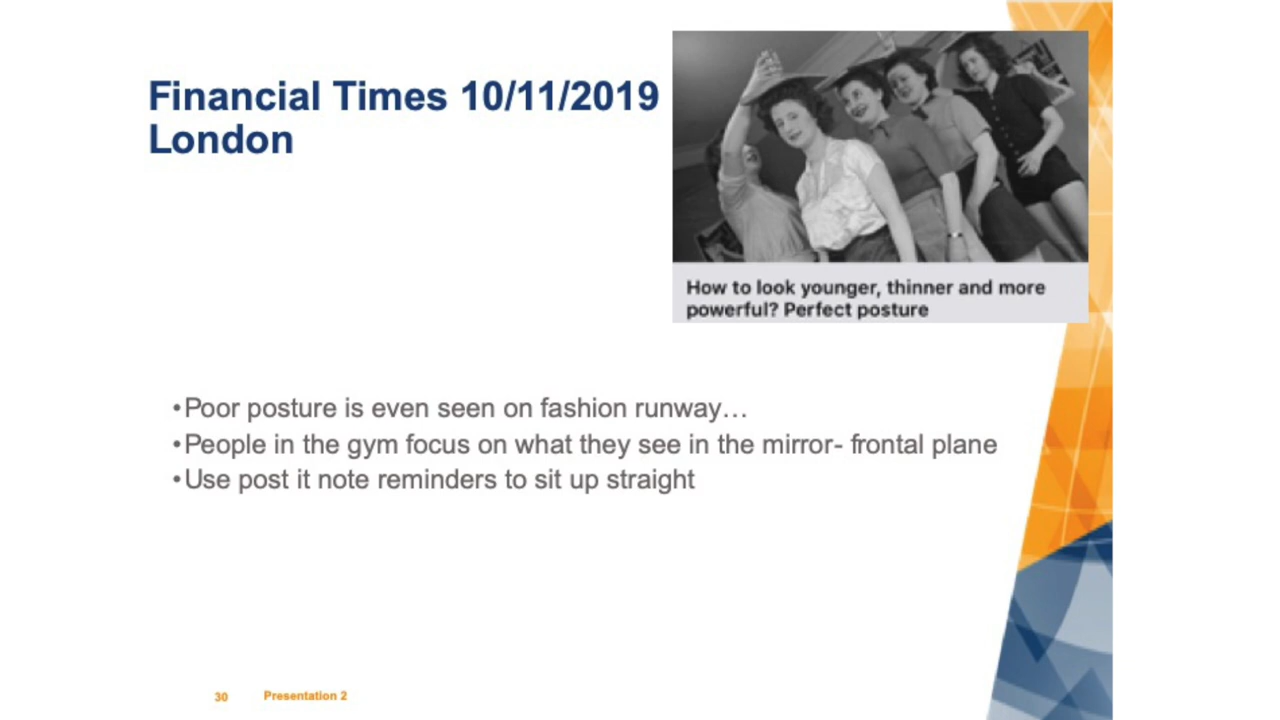 Financial Times 10/11/2019
London
How to look younger, thinner and more
powerful? Perfect posture
•Poor posture is even seen on fashion runway…
•People in the gym focus on what they see in the mirror- frontal plane
•Use post it note reminders to sit up straight
30 Presentation 2